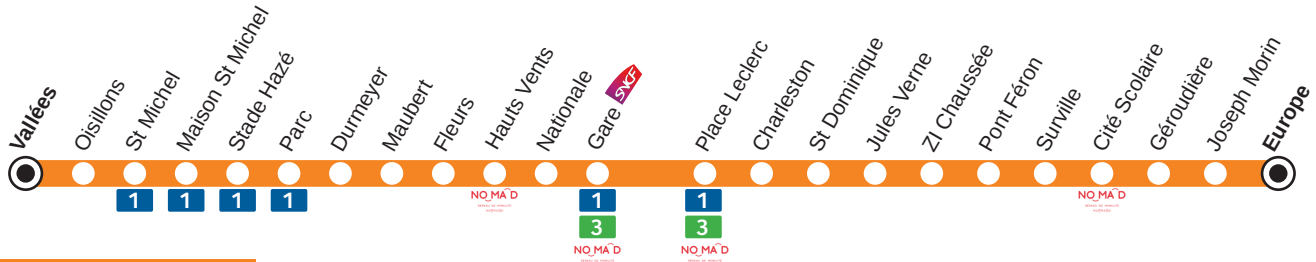 Vallées
Oisillons
St Michel
Maison St Michel
Stade Hazé
Parc
Durmeyer
Maubert
Fleurs
Hauts Vents
Nationale
Gare
SNCF
Place Leclerc
Charleston
St Dominique
Jules Verne
ZI Chaussée
Pont Féron
Surville
Cité Scolaire
Géroudière
Joseph Morin
Europe
1 1 1 1 NOMAD 1 1 NOMAD
3 3
NOMAD NOMAD